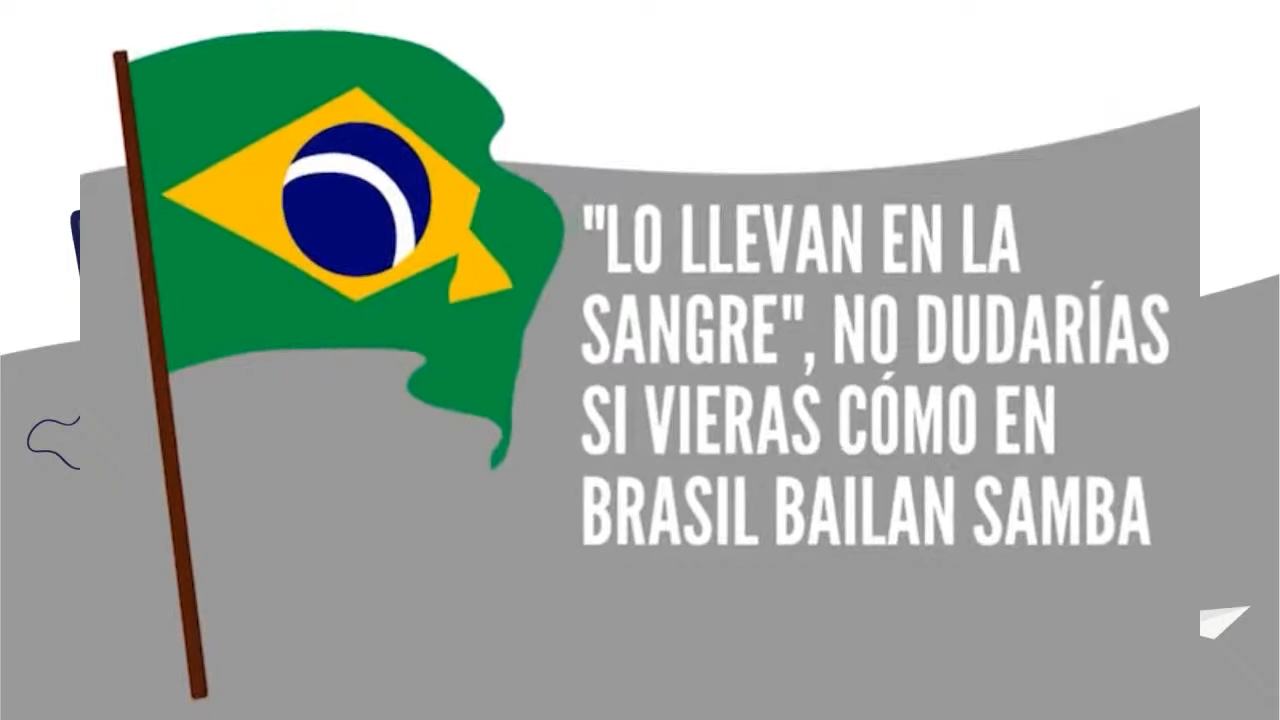 "LO LLEVAN EN LA
SANGRE", NO DUDARÍAS
SI VIERAS CÓMO EN
BRASIL BAILAN SAMBA